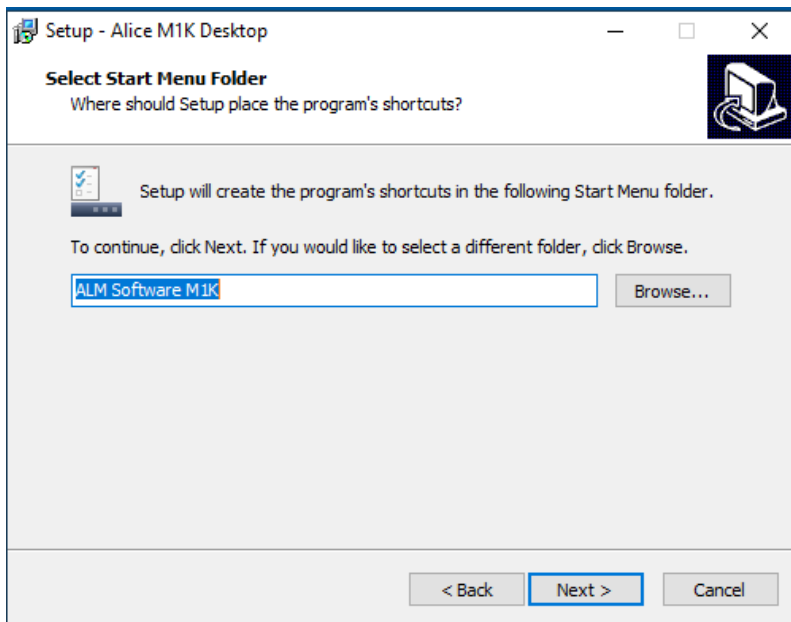 Setup - Alice M1K Desktop
Select Start Menu Folder
Where should Setup place the program's shortcuts?
Setup will create the program's shortcuts in the following Start Menu folder.
To continue, click Next. If you would like to select a different folder, click Browse.
ALM Software M1K
Browse...
< Back
Next >
Cancel